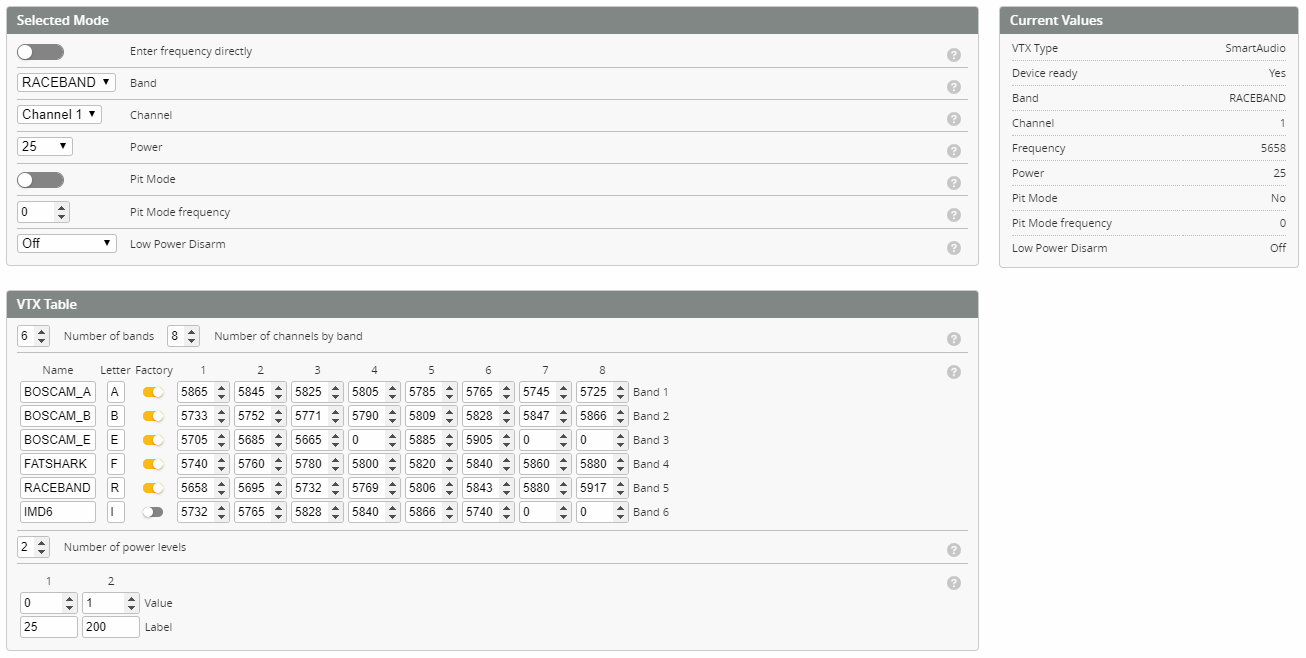 Selected Mode
Enter frequency directly ?
RACEBAND Band ?
Channel 1 Channel ?
25 Power ?
Pit Mode ?
0 Pit Mode frequency ?
Off Low Power Disarm ?
Current Values
VTX Type SmartAudio
Device ready Yes
Band RACEBAND
Channel 1
Frequency 5658
Power 25
Pit Mode No
Pit Mode frequency 0
Low Power Disarm Off
VTX Table
6 Number of bands 8 Number of channels by band ?
Name Letter Factory 1 2 3 4 5 6 7 8 ?
BOSCAM_A A 5865 5845 5825 5805 5785 5765 5745 5725 Band 1
BOSCAM_B B 5733 5752 5771 5790 5809 5828 5847 5866 Band 2
BOSCAM_E E 5705 5685 5665 0 5885 5905 0 0 Band 3
FATSHARK F 5740 5760 5780 5800 5820 5840 5860 5880 Band 4
RACEBAND R 5658 5695 5732 5769 5806 5843 5880 5917 Band 5
IMD6 I 5732 5765 5828 5840 5866 5740 0 0 Band 6
2 Number of power levels ?
1 2 ?
0 1 Value
25 200 Label